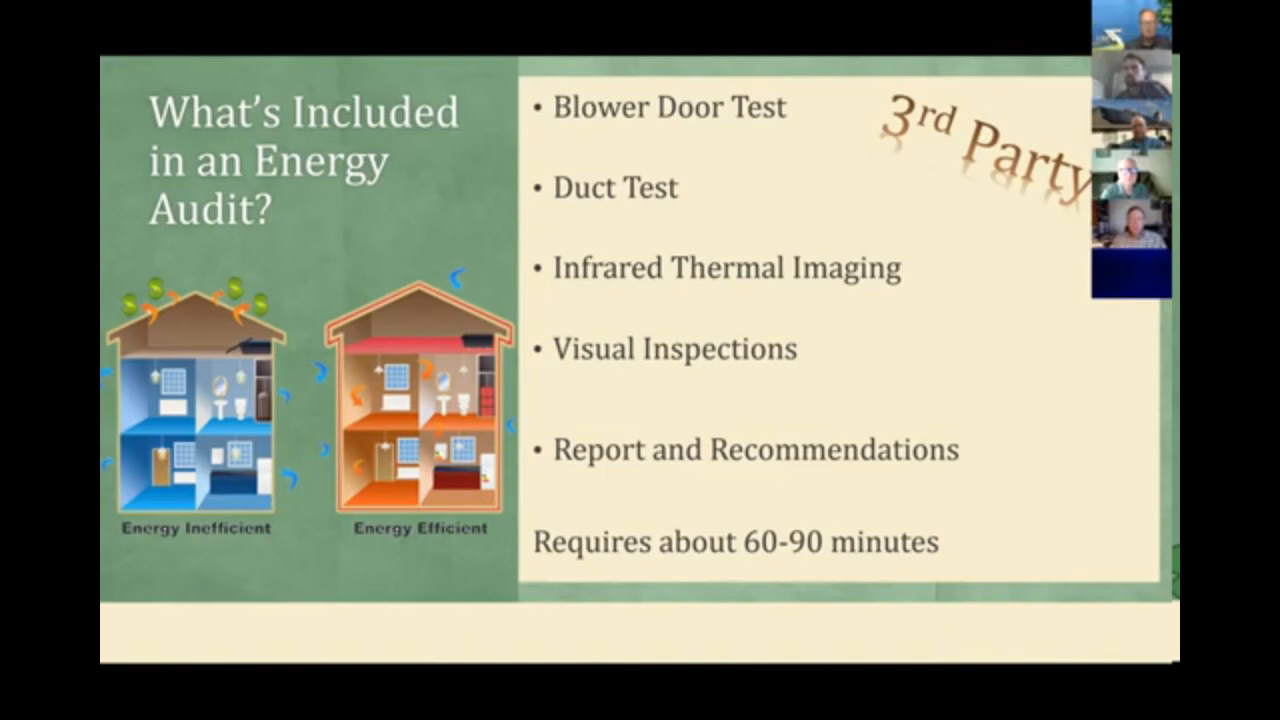 What's Included
in an Energy
Audit?
Energy Inefficient
Energy Efficient
• Blower Door Test
• Duct Test
• Infrared Thermal Imaging
• Visual Inspections
• Report and Recommendations
Requires about 60-90 minutes
3rd Party